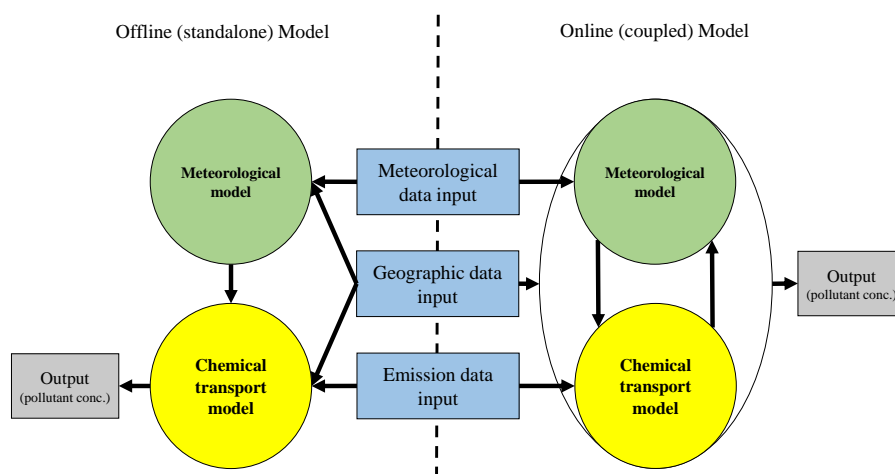 Offline (standalone) Model
Online (coupled) Model
Meteorological
model
Meteorological
data input
Meteorological
model
Geographic data
input
Output
(pollutant conc.)
Chemical
transport
model
Emission data
input
Chemical
transport
model
Output
(pollutant conc.)